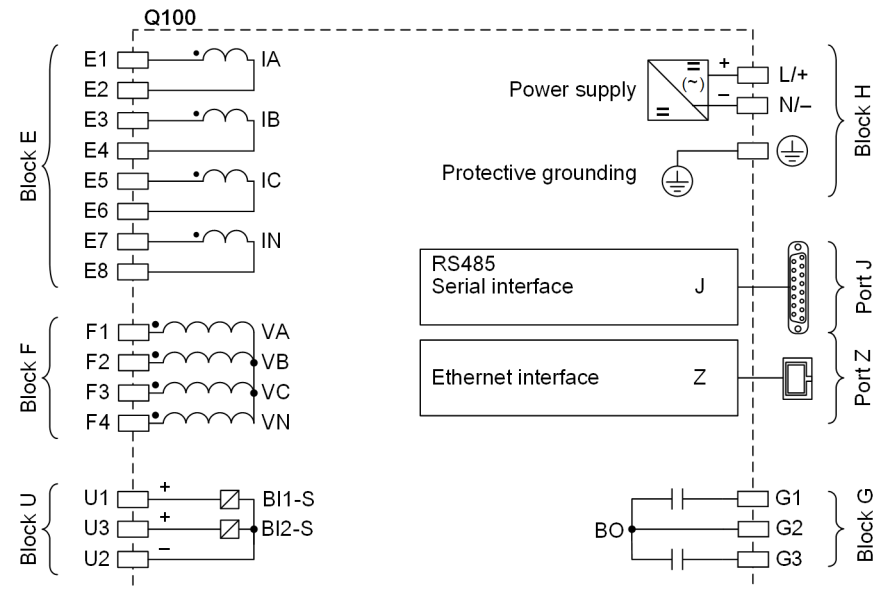 Q100
Block E
E1 IA
E2
E3 IB
E4
E5 IC
E6
E7 IN
E8
Block F
F1 VA
F2 VB
F3 VC
F4 VN
Block U
U1 + BI1-S
U3 + BI2-S
U2 –
Power supply = (~) = + L/+
– N/–
Protective grounding
Block H
RS485
Serial interface J
Port J
Ethernet interface Z
Port Z
G1
BO G2
G3
Block G